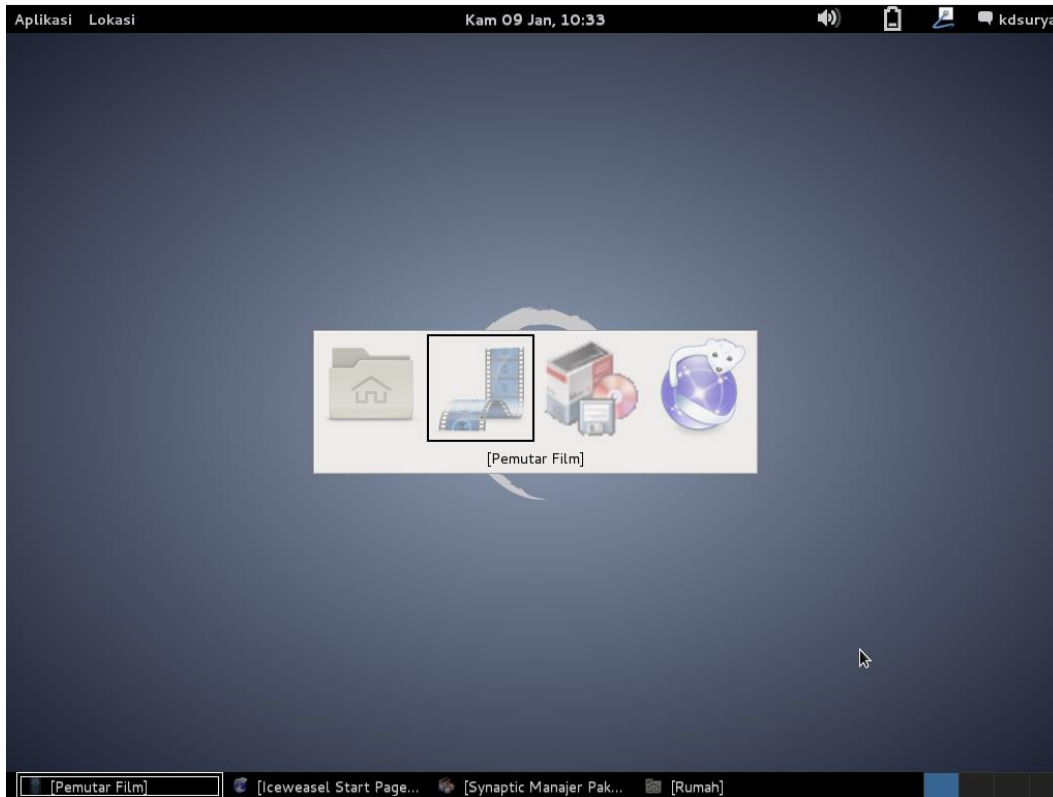 Aplikasi Lokasi Kam 09 Jan, 10:33 kdsurya
[Pemutar Film]
[Pemutar Film] [Iceweasel Start Page... [Synaptic Manajer Pak... [Rumah]